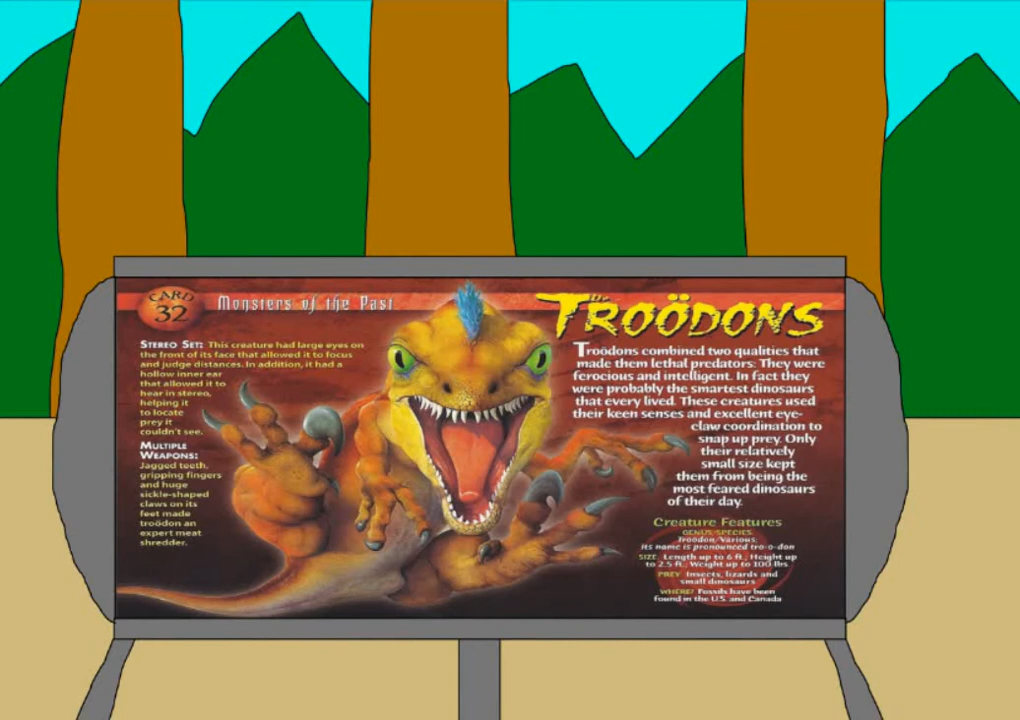 CARD
32
Monsters of the Past
THE
TROÖDONS
STEREO SET: This creature had large eyes on
the front of its face that allowed it to focus
and judge distances. In addition, it had a
hollow inner ear
that allowed it to
hear in stereo,
helping it
to locate
prey it
couldn't see.
MULTIPLE
WEAPONS:
Jagged teeth,
gripping fingers
and huge
sickle-shaped
claws on its
feet made
troödon an
expert meat
shredder.
Troödons combined two qualities that
made them lethal predators: They were
ferocious and intelligent. In fact they
were probably the smartest dinosaurs
that every lived. These creatures used
their keen senses and excellent eye-
claw coordination to
snap up prey. Only
their relatively
small size kept
them from being the
most feared dinosaurs
of their day.
Creature Features
GENUS/SPECIES:
Troödon/Various;
its name is pronounced tro-o-don
SIZE: Length up to 6 ft.; Height up
to 2.5 ft.; Weight up to 100 lbs
PREY: Insects, lizards and
small dinosaurs
WHERE? Fossils have been
found in the U.S. and Canada